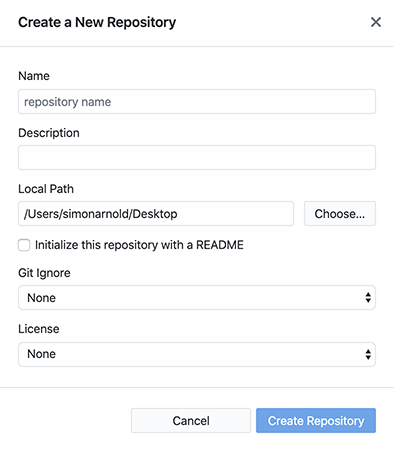 Create a New Repository
Name
repository name
Description
Local Path
/Users/simonarnold/Desktop
Choose...
Initialize this repository with a README
Git Ignore
None
License
None
Cancel
Create Repository